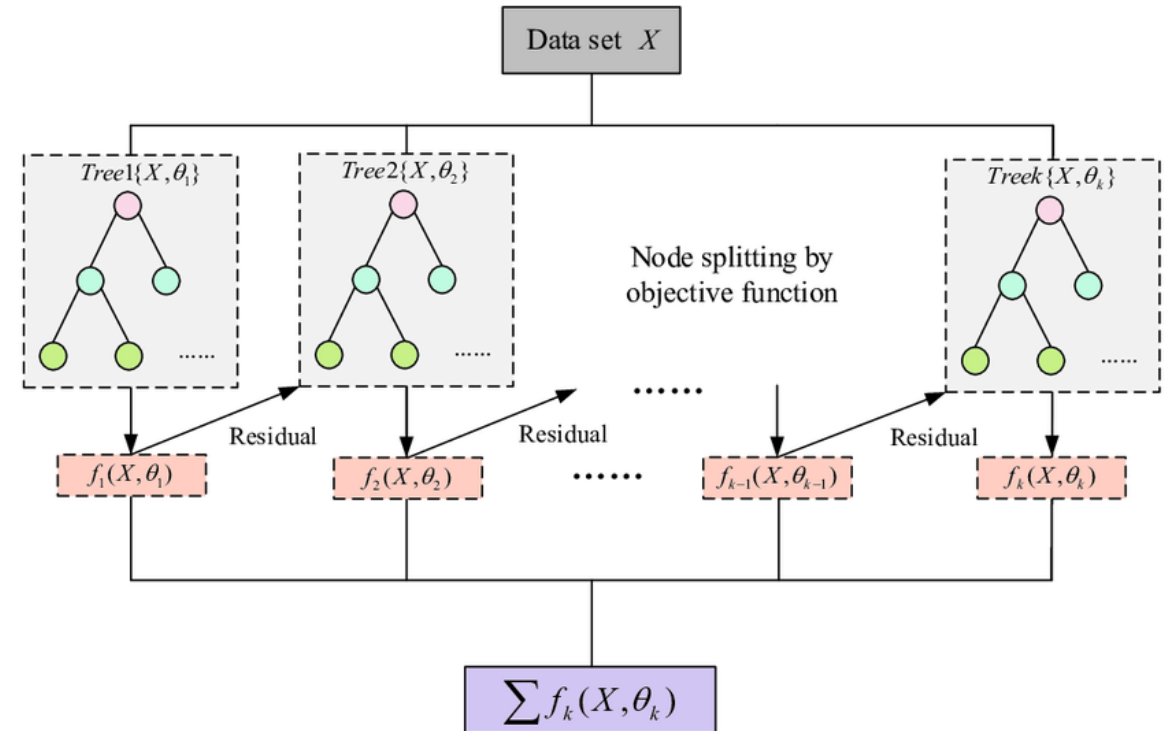 Data set X
Tree1{X,θ₁}
Tree2{X,θ₂}
Treek{X,θₖ}
Node splitting by
objective function
......
......
......
......
Residual
Residual
Residual
f₁(X,θ₁)
f₂(X,θ₂)
......
fₖ₋₁(X,θₖ₋₁)
fₖ(X,θₖ)
∑fₖ(X,θₖ)